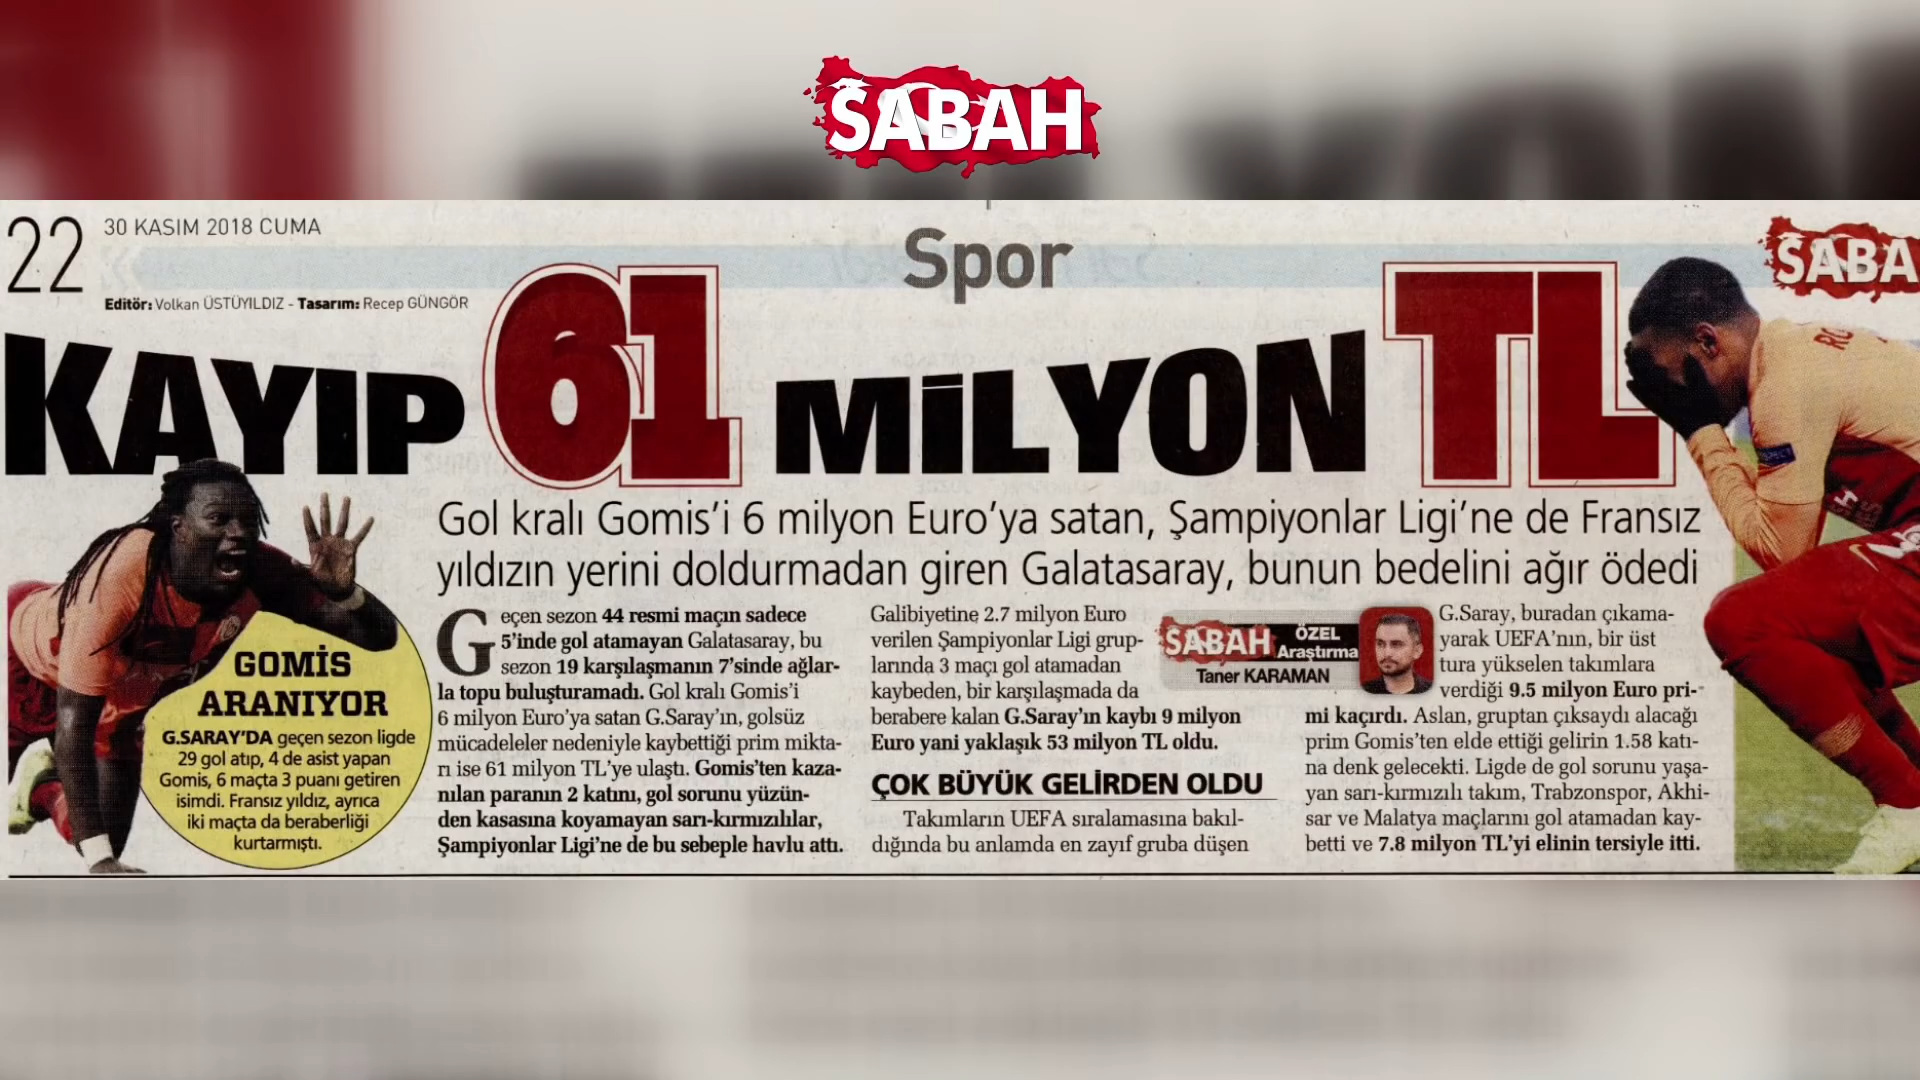 SABAH
22
30 KASIM 2018 CUMA
Spor
SABA
Editör: Volkan ÜSTÜYILDIZ - Tasarım: Recep GÜNGÖR
KAYIP 61 MİLYON TL
Gol kralı Gomis’i 6 milyon Euro’ya satan, Şampiyonlar Ligi’ne de Fransız
yıldızın yerini doldurmadan giren Galatasaray, bunun bedelini ağır ödedi
GOMİS
ARANIYOR
G.SARAY’DA geçen sezon ligde
29 gol atıp, 4 de asist yapan
Gomis, 6 maçta 3 puanı getiren
isimdi. Fransız yıldız, ayrıca
iki maçta da beraberliği
kurtarmıştı.
Geçen sezon 44 resmi maçın sadece
5’inde gol atamayan Galatasaray, bu
sezon 19 karşılaşmanın 7’sinde ağlar-
la topu buluşturamadı. Gol kralı Gomis’i
6 milyon Euro’ya satan G.Saray’ın, golsüz
mücadeleler nedeniyle kaybettiği prim mikta-
rı ise 61 milyon TL’ye ulaştı. Gomis’ten kaza-
nılan paranın 2 katını, gol sorunu yüzün-
den kasasına koyamayan sarı-kırmızılılar,
Şampiyonlar Ligi’ne de bu sebeple havlu attı.
Galibiyetine 2.7 milyon Euro
verilen Şampiyonlar Ligi grup-
larında 3 maçı gol atamadan
kaybeden, bir karşılaşmada da
berabere kalan G.Saray’ın kaybı 9 milyon
Euro yani yaklaşık 53 milyon TL oldu.
ÇOK BÜYÜK GELİRDEN OLDU
Takımların UEFA sıralamasına bakıl-
dığında bu anlamda en zayıf gruba düşen
SABAH ÖZEL
Araştırma
Taner KARAMAN
G.Saray, buradan çıkama-
yarak UEFA’nın, bir üst
tura yükselen takımlara
verdiği 9.5 milyon Euro pri-
mi kaçırdı. Aslan, gruptan çıksaydı alacağı
prim Gomis’ten elde ettiği gelirin 1.58 katı-
na denk gelecekti. Ligde de gol sorunu yaşa-
yan sarı-kırmızılı takım, Trabzonspor, Akhi-
sar ve Malatya maçlarını gol atamadan kay-
betti ve 7.8 milyon TL’yi elinin tersiyle itti.